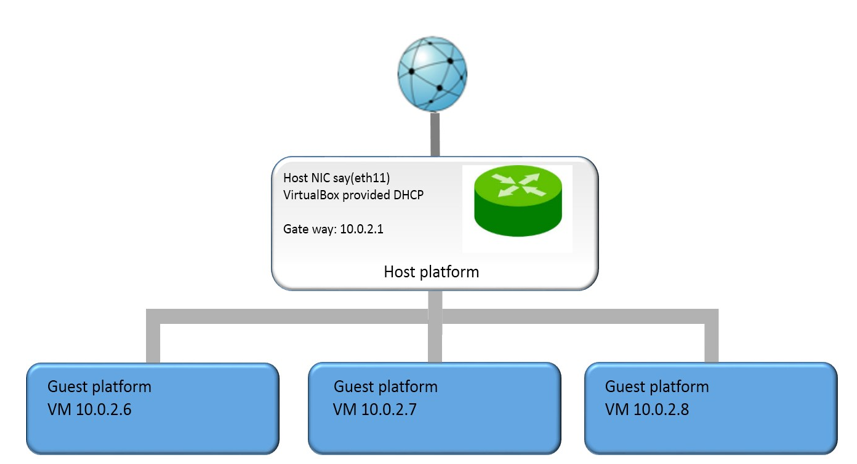 Host NIC say(eth11)
VirtualBox provided DHCP
Gate way: 10.0.2.1
Host platform
Guest platform
VM 10.0.2.6
Guest platform
VM 10.0.2.7
Guest platform
VM 10.0.2.8